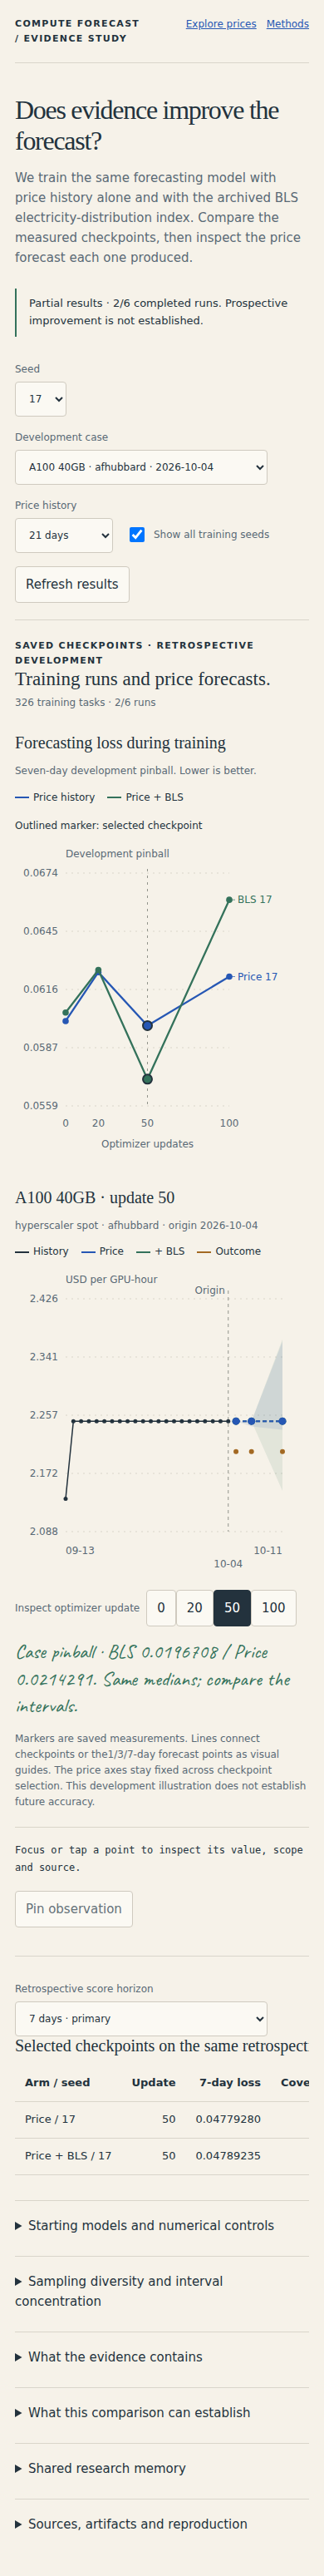 COMPUTE FORECAST
/ EVIDENCE STUDY
Explore prices
Methods
Does evidence improve the
forecast?
We train the same forecasting model with
price history alone and with the archived BLS
electricity-distribution index. Compare the
measured checkpoints, then inspect the price
forecast each one produced.
Partial results · 2/6 completed runs. Prospective
improvement is not established.
Seed
17
Development case
A100 40GB · afhubbard · 2026-10-04
Price history
21 days
Show all training seeds
Refresh results
SAVED CHECKPOINTS · RETROSPECTIVE
DEVELOPMENT
Training runs and price forecasts.
326 training tasks · 2/6 runs
Forecasting loss during training
Seven-day development pinball. Lower is better.
Price history
Price + BLS
Outlined marker: selected checkpoint
Development pinball
0.0674
0.0645
0.0616
0.0587
0.0559
BLS 17
Price 17
0
20
50
100
Optimizer updates
A100 40GB · update 50
hyperscaler spot · afhubbard · origin 2026-10-04
History
Price
+ BLS
Outcome
USD per GPU-hour
Origin
2.426
2.341
2.257
2.172
2.088
09-13
10-04
10-11
Inspect optimizer update
0
20
50
100
Case pinball · BLS 0.0196708 / Price
0.0214291. Same medians; compare the
intervals.
Markers are saved measurements. Lines connect
checkpoints or the1/3/7-day forecast points as visual
guides. The price axes stay fixed across checkpoint
selection. This development illustration does not establish
future accuracy.
Focus or tap a point to inspect its value, scope
and source.
Pin observation
Retrospective score horizon
7 days · primary
Selected checkpoints on the same retrospect
Arm / seed
Update
7-day loss
Cove
Price / 17
50
0.04779280
Price + BLS / 17
50
0.04789235
Starting models and numerical controls
Sampling diversity and interval
concentration
What the evidence contains
What this comparison can establish
Shared research memory
Sources, artifacts and reproduction